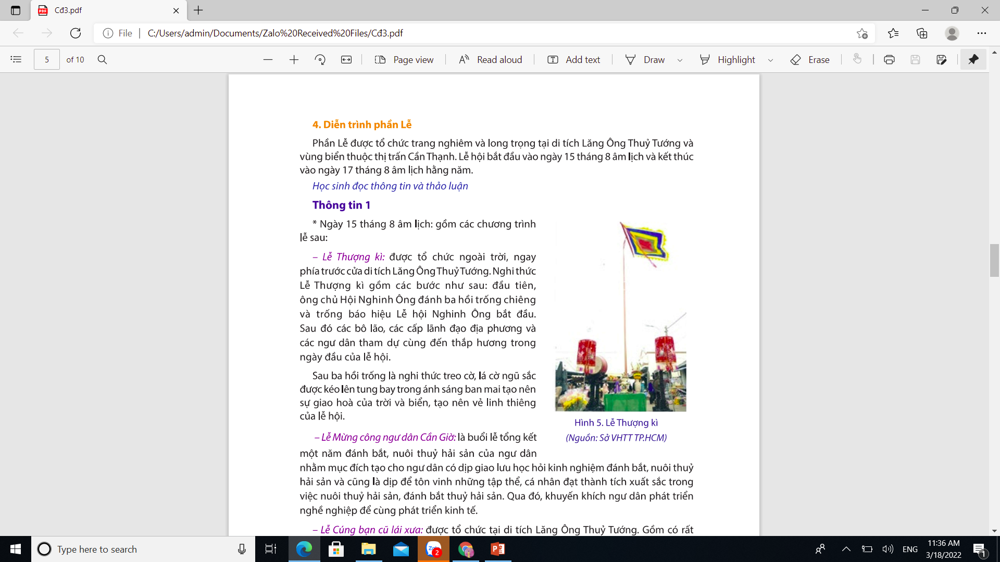 Cđ3.pdf
File
C:/Users/admin/Documents/Zalo%20Received%20Files/Cđ3.pdf
5 of 10
Page view
Read aloud
Add text
Draw
Highlight
Erase
4. Diễn trình phần Lễ
Phần Lễ được tổ chức trang nghiêm và long trọng tại di tích Lăng Ông Thuỷ Tướng và
vùng biển thuộc thị trấn Cần Thạnh. Lễ hội bắt đầu vào ngày 15 tháng 8 âm lịch và kết thúc
vào ngày 17 tháng 8 âm lịch hằng năm.
Học sinh đọc thông tin và thảo luận
Thông tin 1
* Ngày 15 tháng 8 âm lịch: gồm các chương trình
lễ sau:
– Lễ Thượng kì: được tổ chức ngoài trời, ngay
phía trước cửa di tích Lăng Ông Thuỷ Tướng. Nghi thức
Lễ Thượng kì gồm các bước như sau: đầu tiên,
ông chủ Hội Nghinh Ông đánh ba hồi trống chiêng
và trống báo hiệu Lễ hội Nghinh Ông bắt đầu.
Sau đó các bô lão, các cấp lãnh đạo địa phương và
các ngư dân tham dự cùng đến thắp hương trong
ngày đầu của lễ hội.
Sau ba hồi trống là nghi thức treo cờ, lá cờ ngũ sắc
được kéo lên tung bay trong ánh sáng ban mai tạo nên
sự giao hoà của trời và biển, tạo nên vẻ linh thiêng
của lễ hội.
Hình 5. Lễ Thượng kì
(Nguồn: Sở VHTT TP.HCM)
– Lễ Mừng công ngư dân Cần Giờ: là buổi lễ tổng kết
một năm đánh bắt, nuôi thuỷ hải sản của ngư dân
nhằm mục đích tạo cho ngư dân có dịp giao lưu học hỏi kinh nghiệm đánh bắt, nuôi thuỷ
hải sản và cũng là dịp để tôn vinh những tập thể, cá nhân đạt thành tích xuất sắc trong
việc nuôi thuỷ hải sản, đánh bắt thuỷ hải sản. Qua đó, khuyến khích ngư dân phát triển
nghề nghiệp để cùng phát triển kinh tế.
– Lễ Cúng bạn cũ lái xưa: được tổ chức tại di tích Lăng Ông Thuỷ Tướng. Gồm có rất
Type here to search
2
ENG
11:36 AM
3/18/2022
1